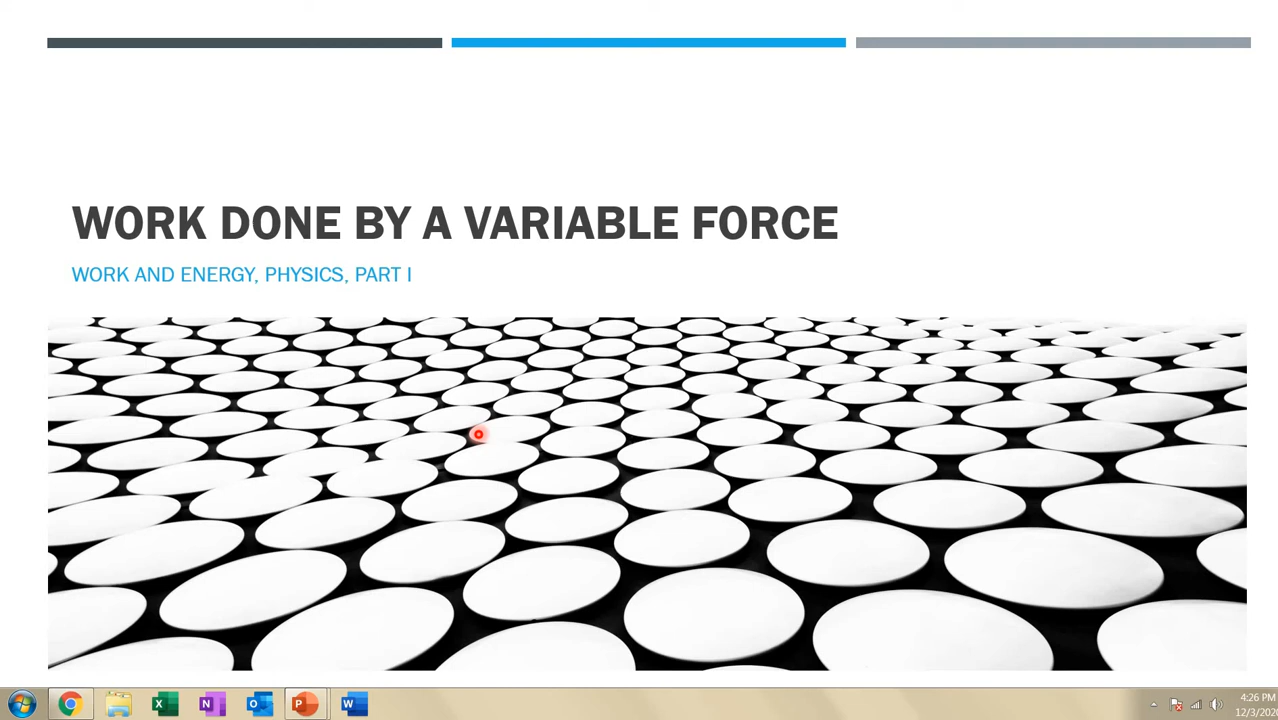 WORK DONE BY A VARIABLE FORCE
WORK AND ENERGY, PHYSICS, PART I
4:26 PM